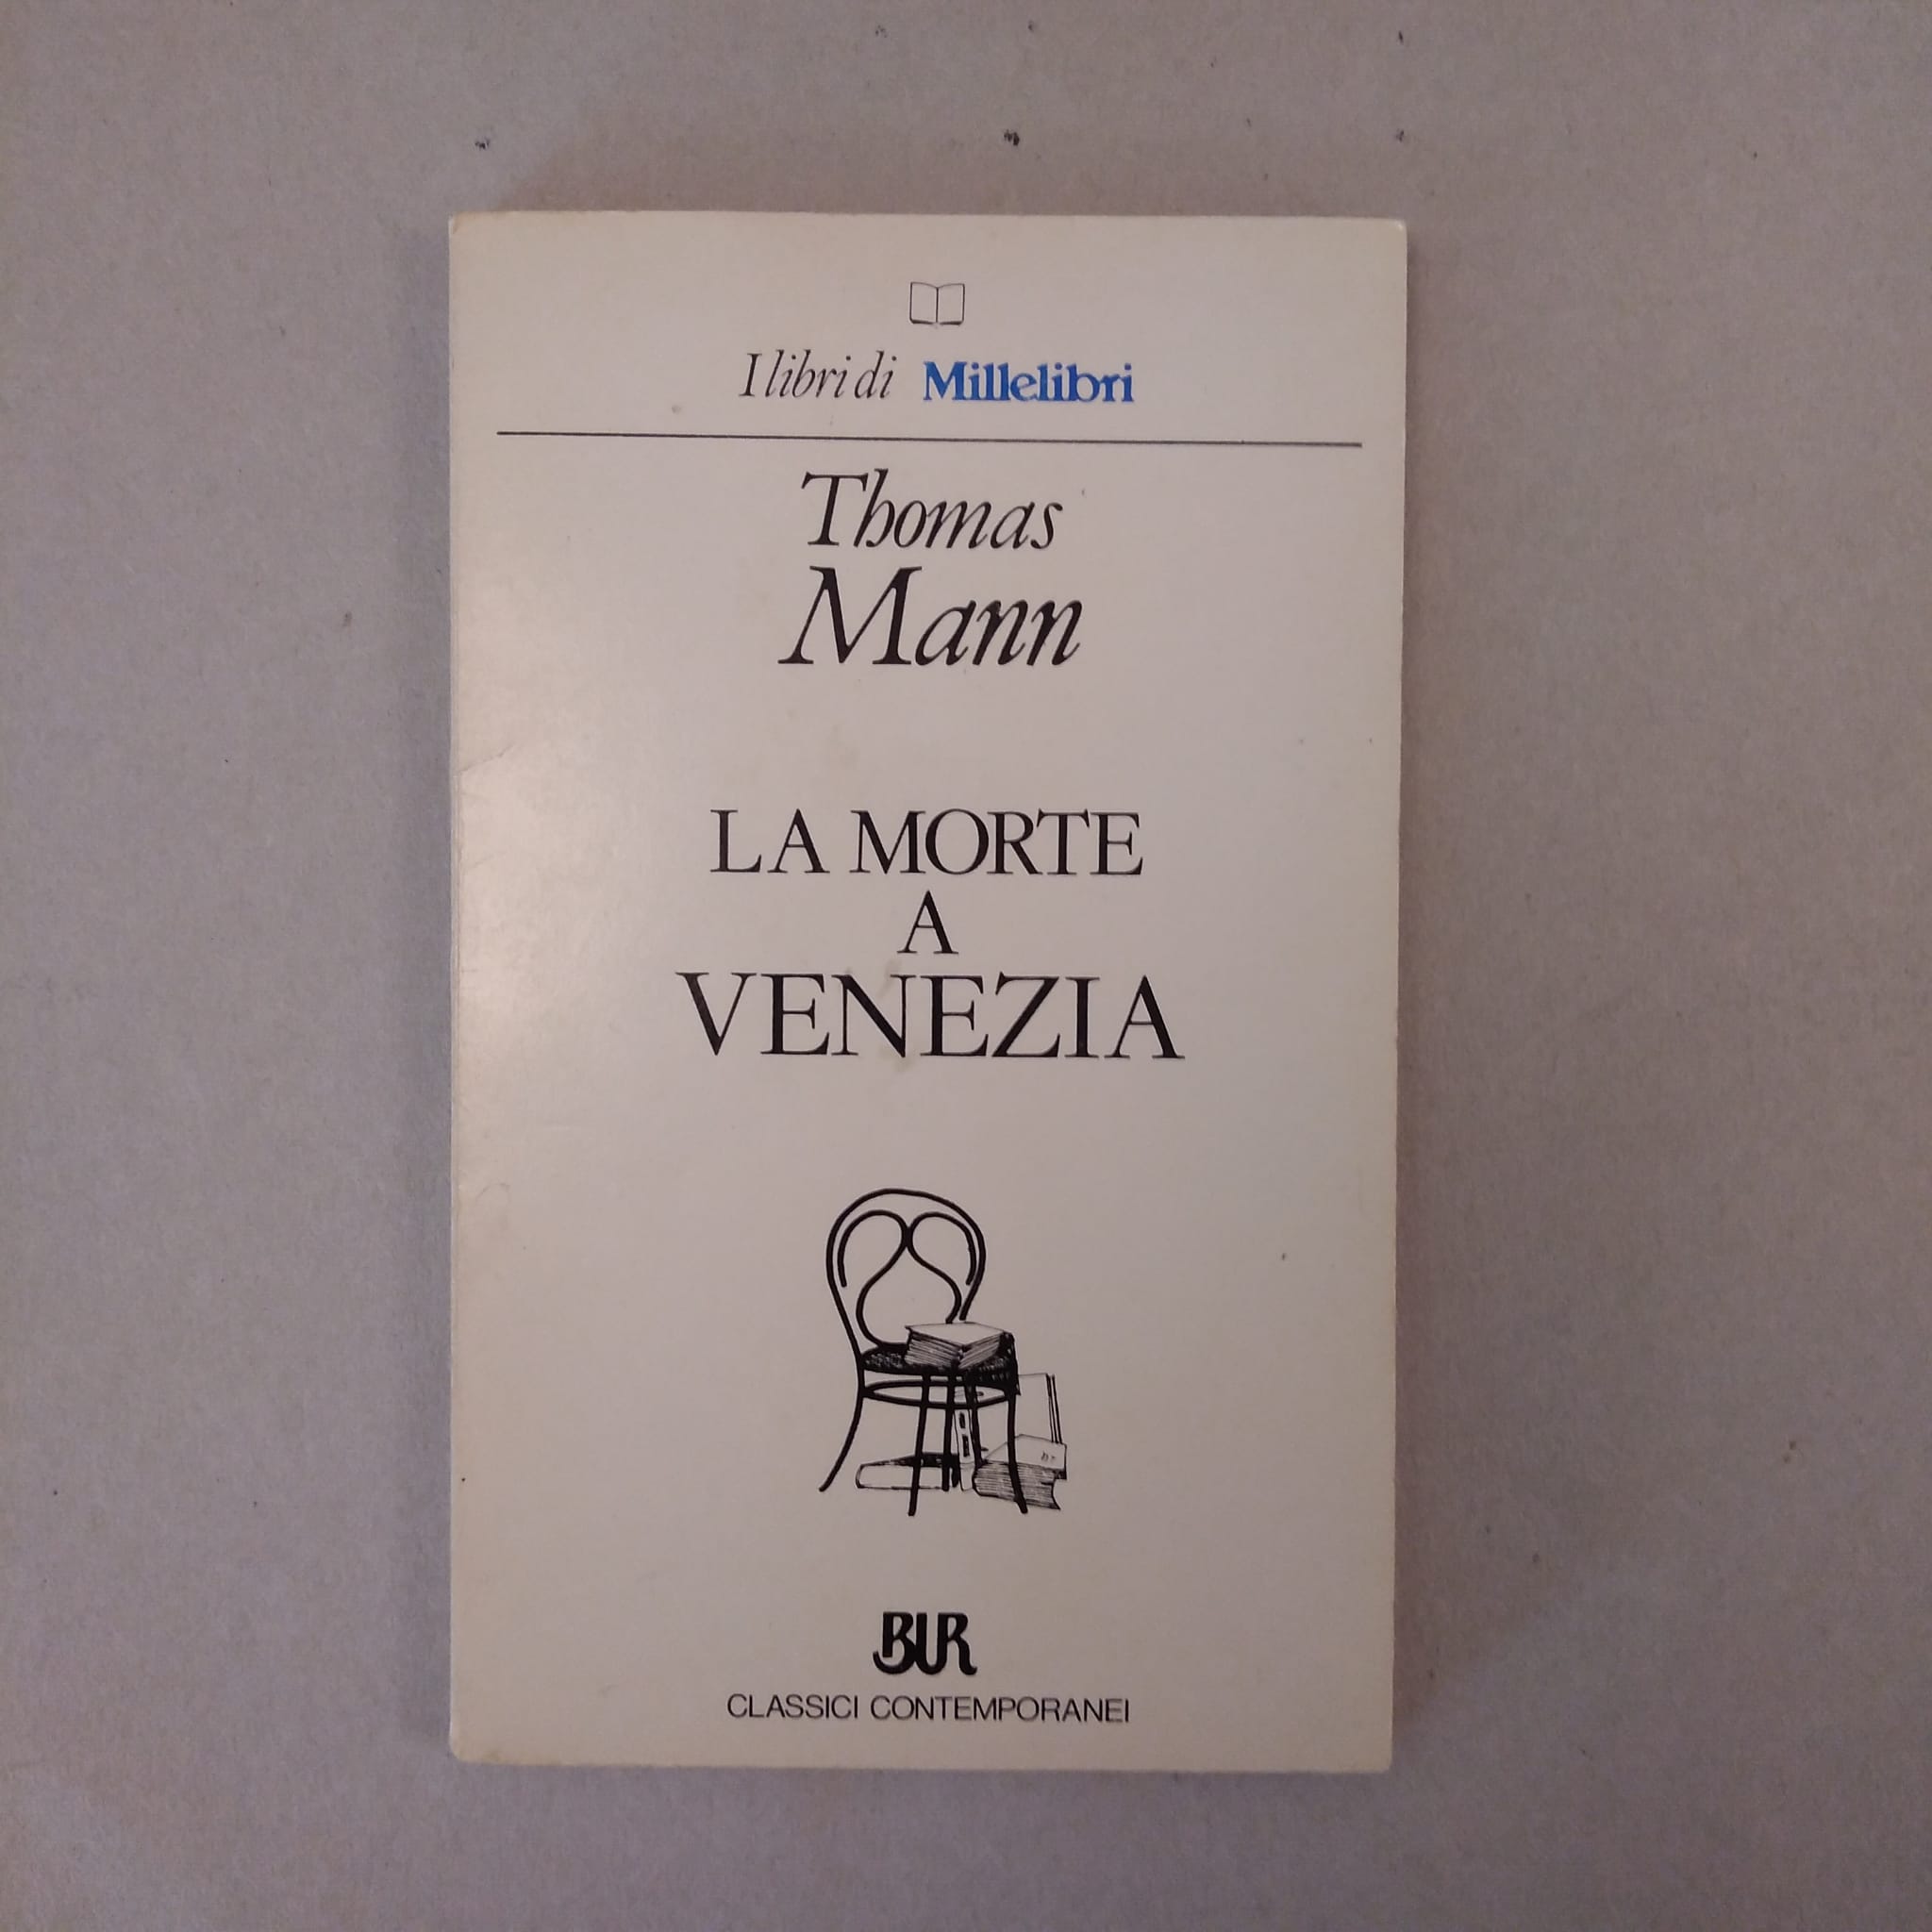 I libri di Millelibri
Thomas
Mann
LA MORTE
A
VENEZIA
BUR
CLASSICI CONTEMPORANEI